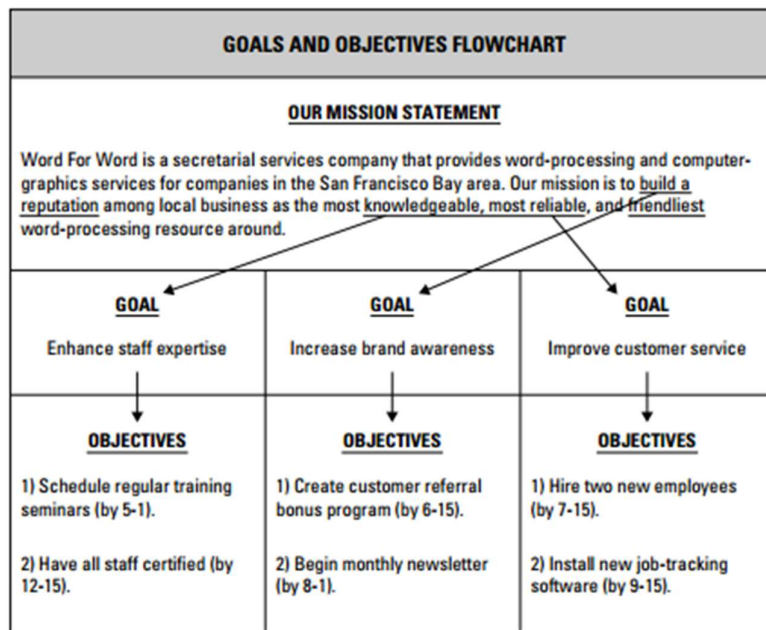 GOALS AND OBJECTIVES FLOWCHART
OUR MISSION STATEMENT
Word For Word is a secretarial services company that provides word-processing and computer-
graphics services for companies in the San Francisco Bay area. Our mission is to build a
reputation among local business as the most knowledgeable, most reliable, and friendliest
word-processing resource around.
GOAL
Enhance staff expertise
GOAL
Increase brand awareness
GOAL
Improve customer service
OBJECTIVES
1) Schedule regular training
seminars (by 5-1).
2) Have all staff certified (by
12-15).
OBJECTIVES
1) Create customer referral
bonus program (by 6-15).
2) Begin monthly newsletter
(by 8-1).
OBJECTIVES
1) Hire two new employees
(by 7-15).
2) Install new job-tracking
software (by 9-15).